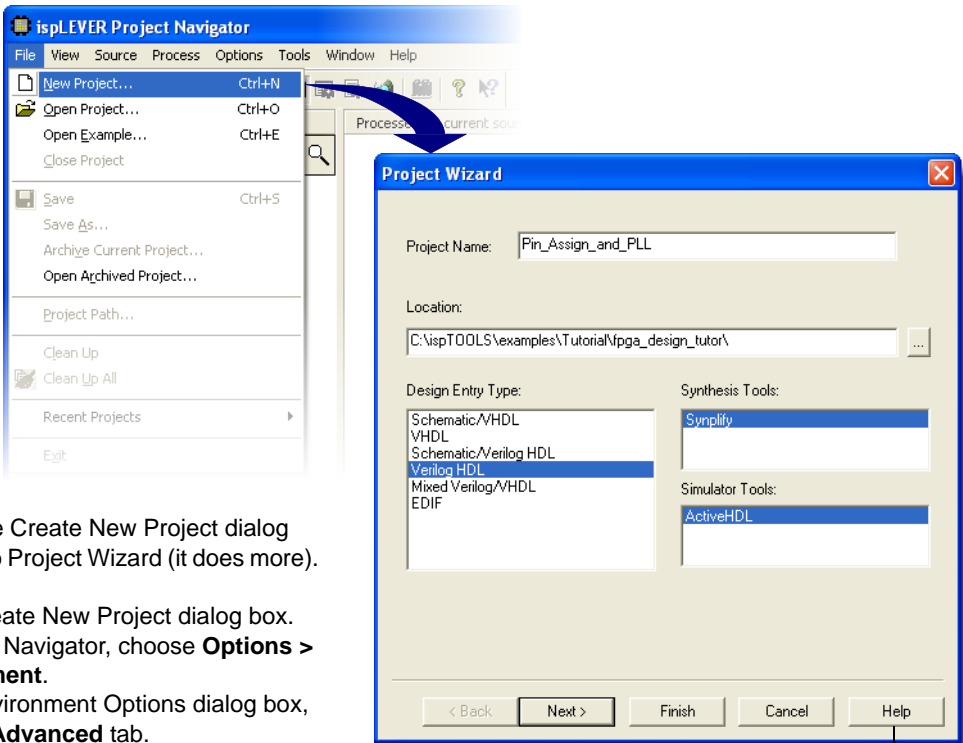 ispLEVER Project Navigator
File View Source Process Options Tools Window Help
New Project... Ctrl+N
Open Project... Ctrl+O
Open Example... Ctrl+E
Close Project
Save Ctrl+S
Save As...
Archive Current Project...
Open Archived Project...
Project Path...
Clean Up
Clean Up All
Recent Projects
Exit
current
Project Wizard
Project Name: Pin_Assign_and_PLL
Location:
C:\ispTOOLS\examples\Tutorial\fpga_design_tutor\
...
Design Entry Type:
Schematic/VHDL
VHDL
Schematic/Verilog HDL
Verilog HDL
Mixed Verilog/VHDL
EDIF
Synthesis Tools:
Synplify
Simulator Tools:
ActiveHDL
< Back Next > Finish Cancel Help
Create New Project dialog
Project Wizard (it does more).
eate New Project dialog box.
Navigator, choose Options >
nent.
vironment Options dialog box,
Advanced tab.